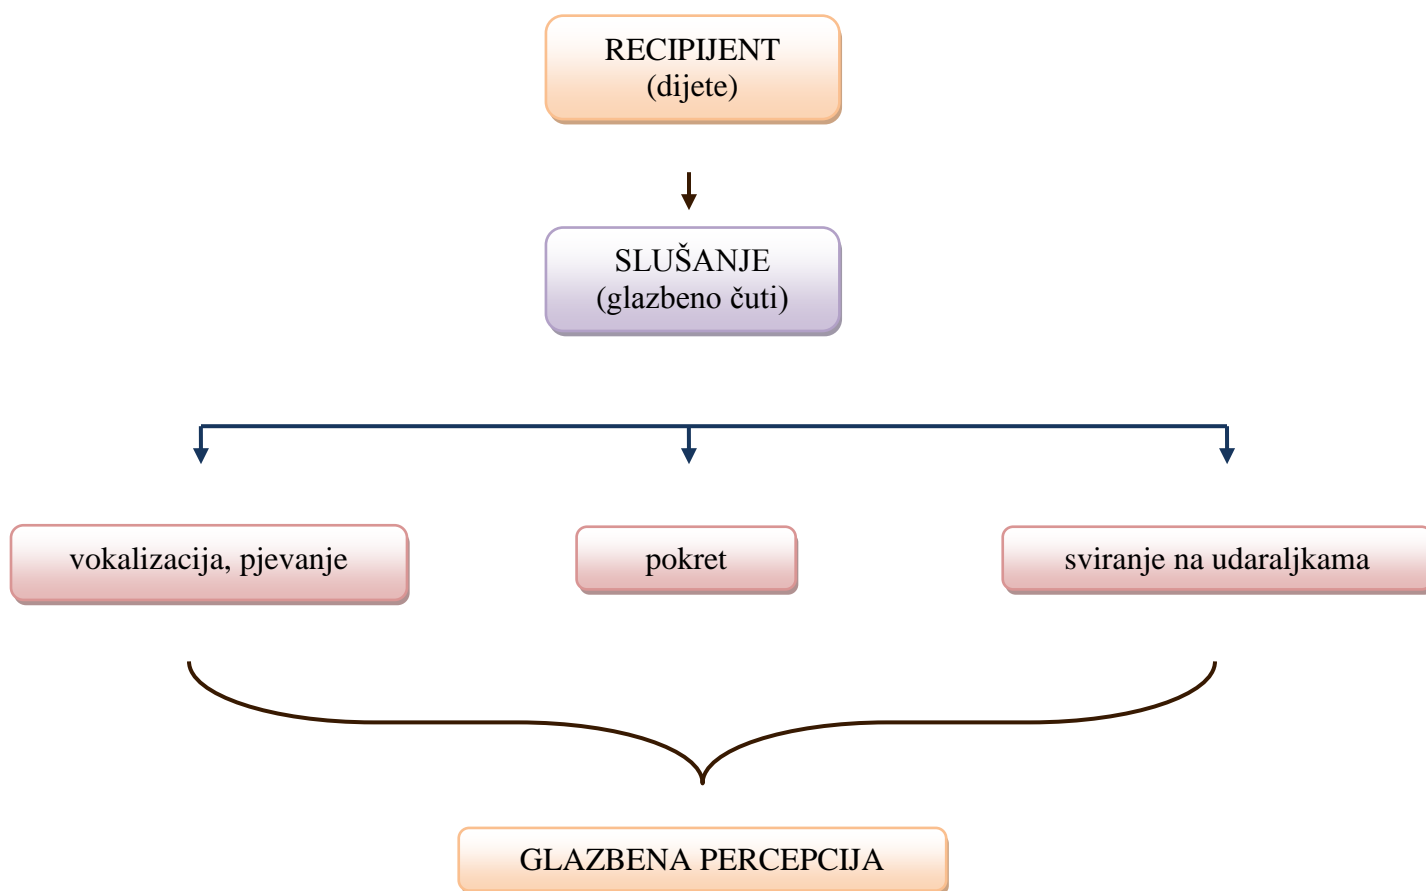 RECIPIJENT
(dijete)
SLUŠANJE
(glazbeno čuti)
vokalizacija, pjevanje
pokret
sviranje na udaraljkama
GLAZBENA PERCEPCIJA